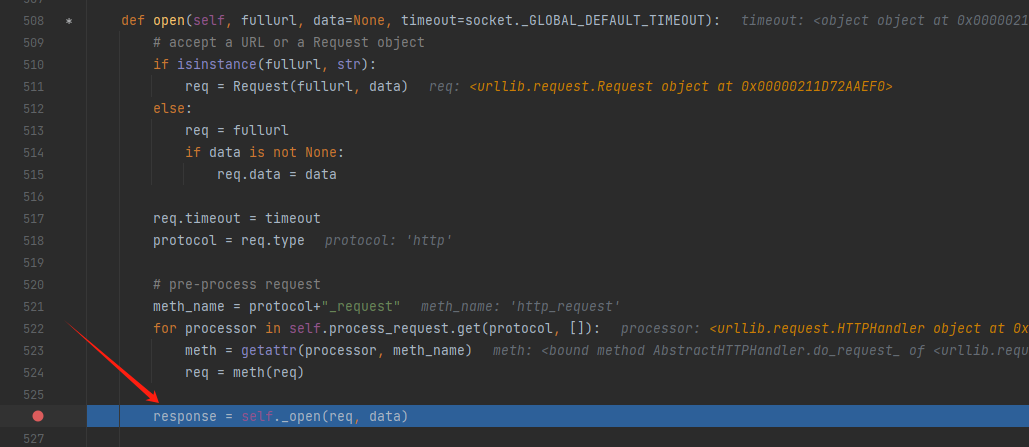 507
508 * def open(self, fullurl, data=None, timeout=socket._GLOBAL_DEFAULT_TIMEOUT): timeout: <object object at 0x0000021
509 # accept a URL or a Request object
510 if isinstance(fullurl, str):
511 req = Request(fullurl, data) req: <urllib.request.Request object at 0x00000211D72AAEF0>
512 else:
513 req = fullurl
514 if data is not None:
515 req.data = data
516
517 req.timeout = timeout
518 protocol = req.type protocol: 'http'
519
520 # pre-process request
521 meth_name = protocol+"_request" meth_name: 'http_request'
522 for processor in self.process_request.get(protocol, []): processor: <urllib.request.HTTPHandler object at 0x
523 meth = getattr(processor, meth_name) meth: <bound method AbstractHTTPHandler.do_request_ of <urllib.requ
524 req = meth(req)
525
response = self._open(req, data)
527